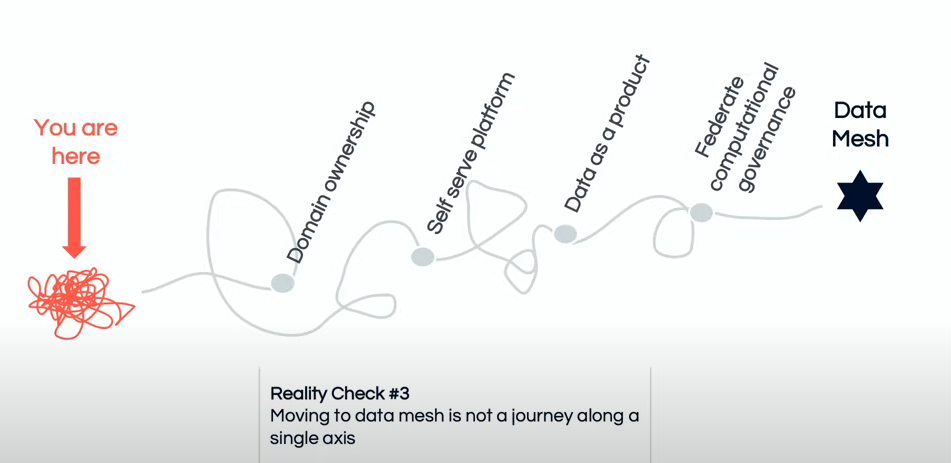 You are
here
Domain ownership
Self serve platform
Data as a product
Federate
computational
governance
Data
Mesh
Reality Check #3
Moving to data mesh is not a journey along a
single axis